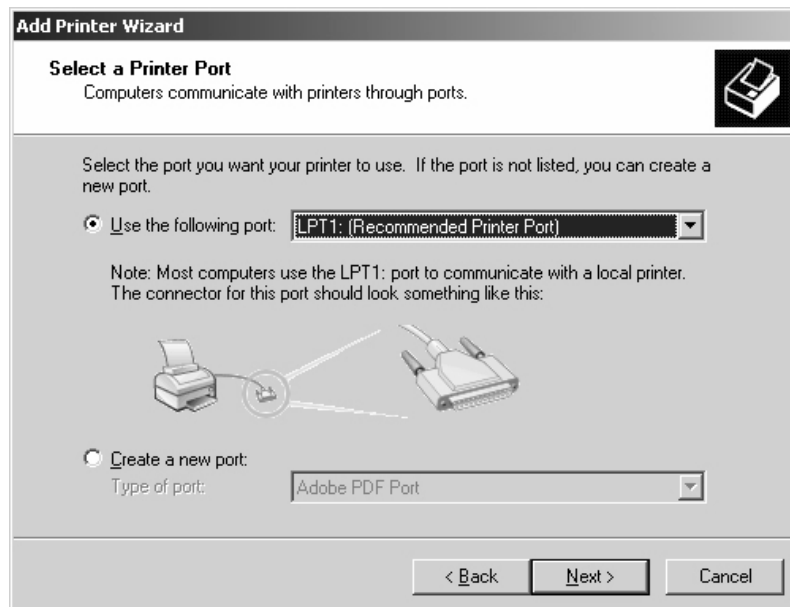 Add Printer Wizard
Select a Printer Port
Computers communicate with printers through ports.
Select the port you want your printer to use.  If the port is not listed, you can create a
new port.
Use the following port: LPT1: (Recommended Printer Port)
Note: Most computers use the LPT1: port to communicate with a local printer.
The connector for this port should look something like this:
Create a new port:
Type of port: Adobe PDF Port
< Back Next > Cancel